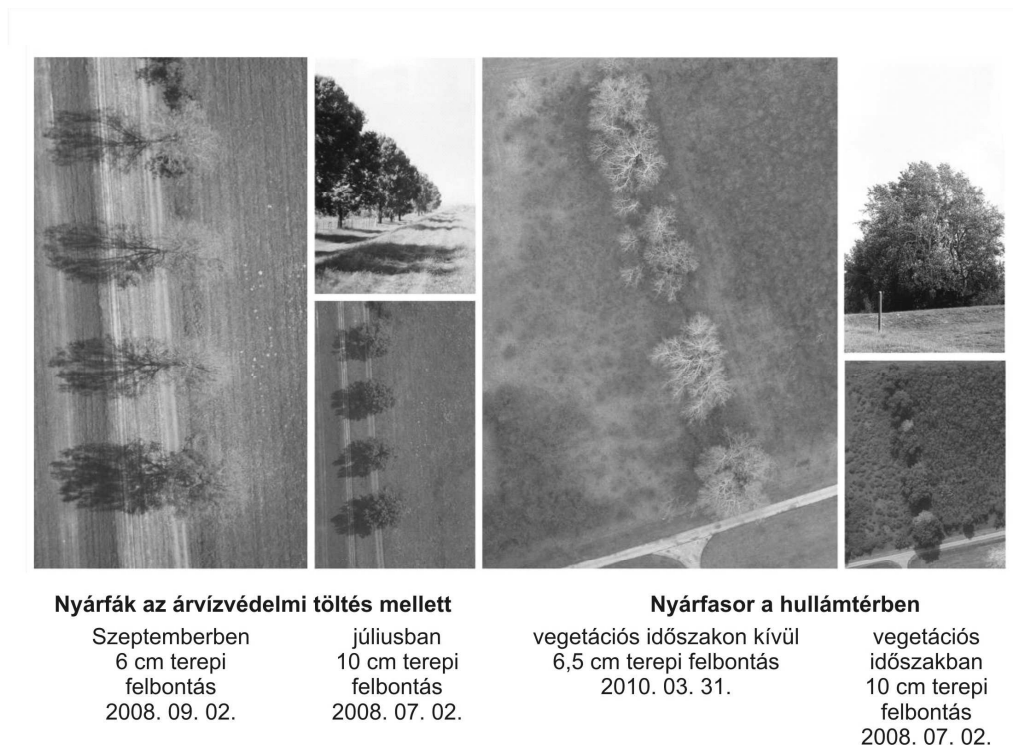 Nyárfák az árvízvédelmi töltés mellett
Szeptemberben
6 cm terepi
felbontás
2008. 09. 02.
júliusban
10 cm terepi
felbontás
2008. 07. 02.
Nyárfasor a hullámtérben
vegetációs időszakon kívül
6,5 cm terepi felbontás
2010. 03. 31.
vegetációs
időszakban
10 cm terepi
felbontás
2008. 07. 02.